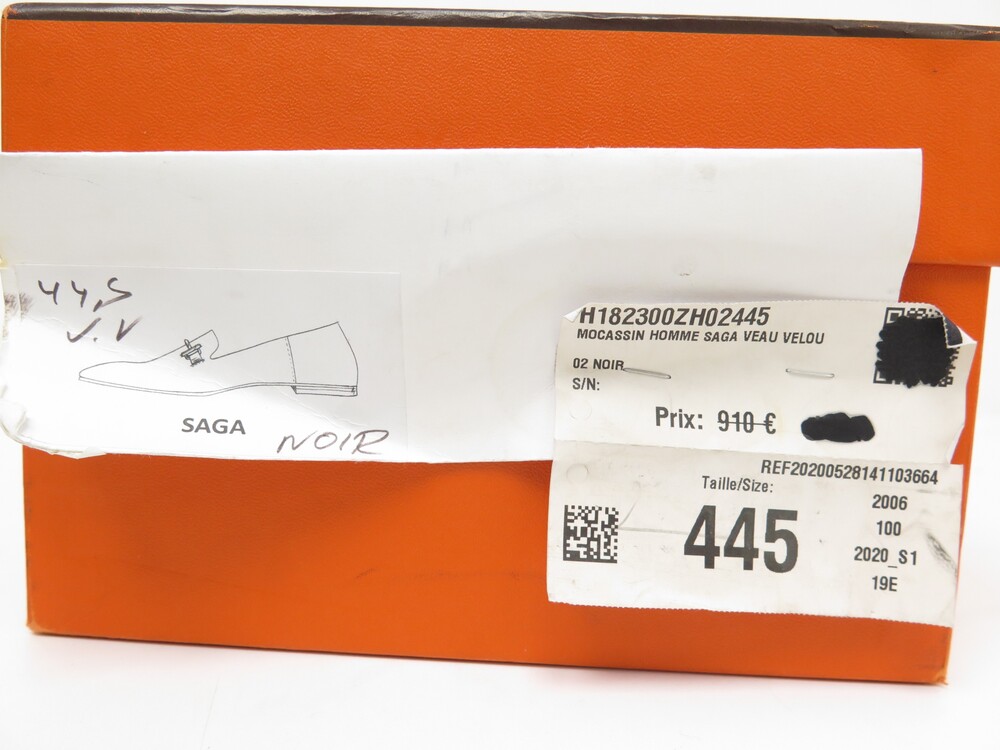 44,5
V.V
SAGA
NOIR
H182300ZH02445
MOCASSIN HOMME SAGA VEAU VELOU
02 NOIR
S/N:
Prix: 910 €
REF20200528141103664
Taille/Size:
445
2006
100
2020_S1
19E